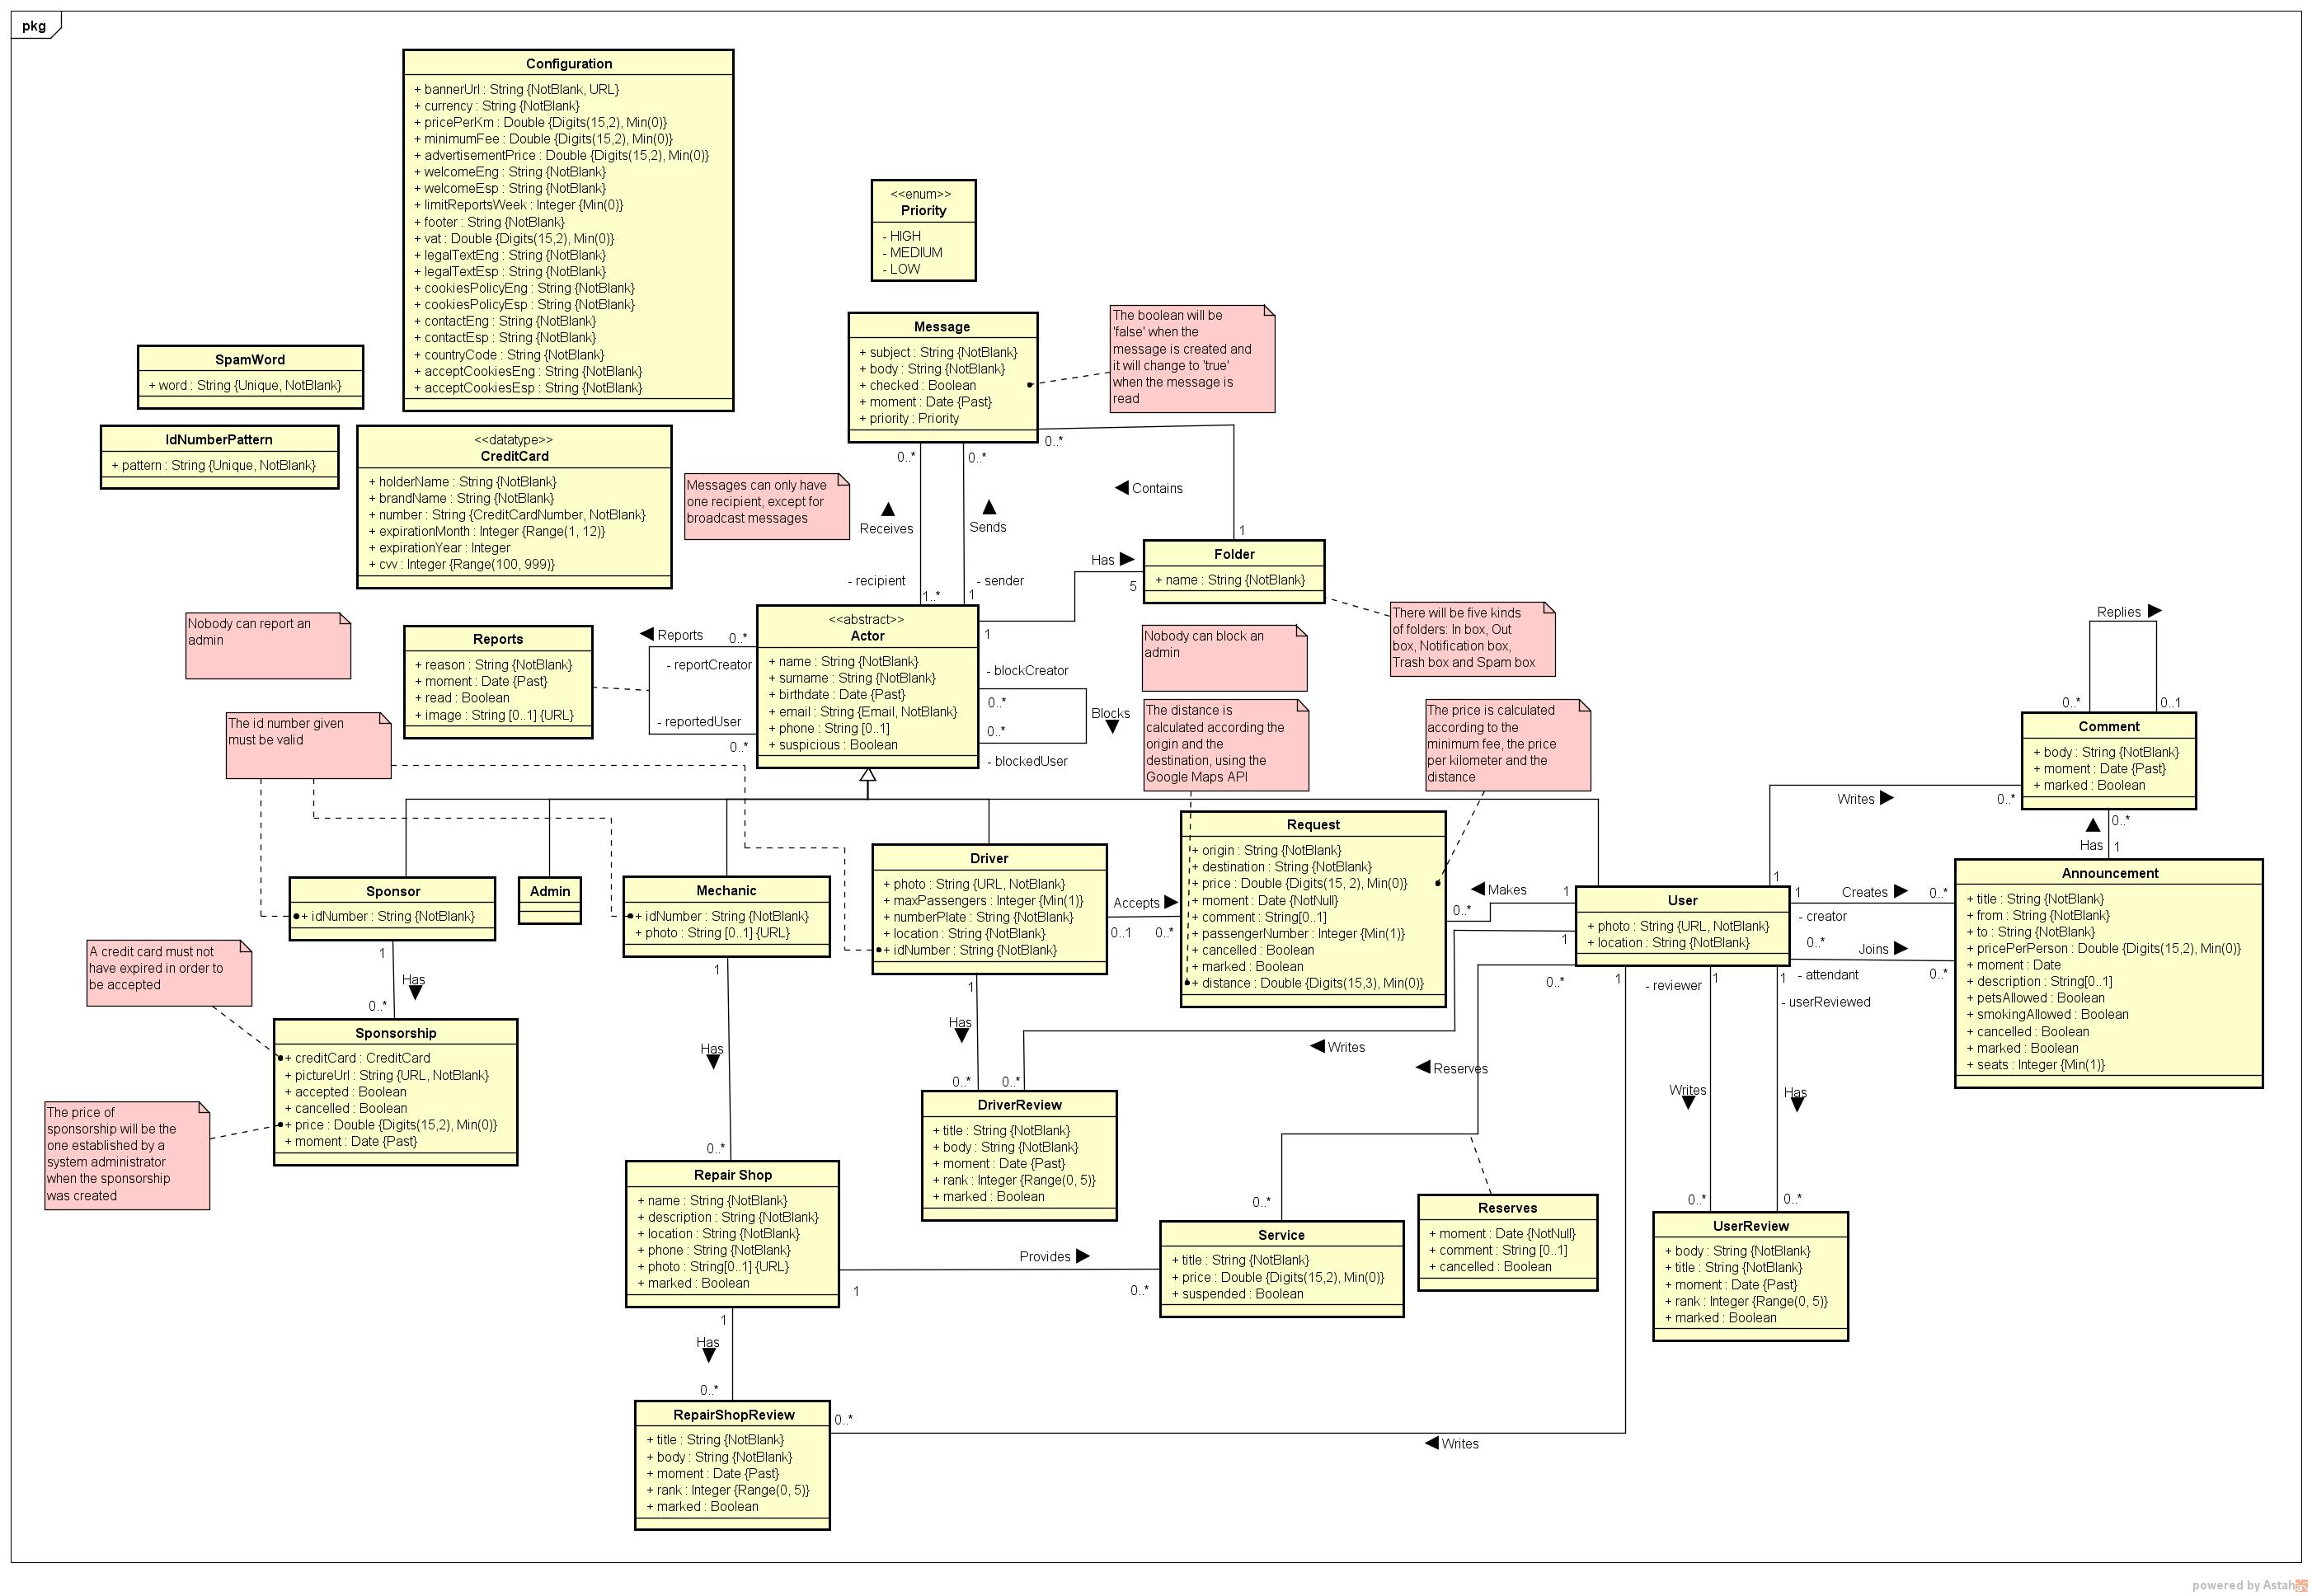 pkg
Configuration
+ bannerUrl : String {NotBlank, URL}
+ currency : String {NotBlank}
+ pricePerKm : Double {Digits(15,2), Min(0)}
+ minimumFee : Double {Digits(15,2), Min(0)}
+ advertisementPrice : Double {Digits(15,2), Min(0)}
+ welcomeEng : String {NotBlank}
+ welcomeEsp : String {NotBlank}
+ limitReportsWeek : Integer {Min(0)}
+ footer : String {NotBlank}
+ vat : Double {Digits(15,2), Min(0)}
+ legalTextEng : String {NotBlank}
+ legalTextEsp : String {NotBlank}
+ cookiesPolicyEng : String {NotBlank}
+ cookiesPolicyEsp : String {NotBlank}
+ contactEng : String {NotBlank}
+ contactEsp : String {NotBlank}
+ countryCode : String {NotBlank}
+ acceptCookiesEng : String {NotBlank}
+ acceptCookiesEsp : String {NotBlank}
<<enum>>
Priority
- HIGH
- MEDIUM
- LOW
SpamWord
+ word : String {Unique, NotBlank}
IdNumberPattern
+ pattern : String {Unique, NotBlank}
<<datatype>>
CreditCard
+ holderName : String {NotBlank}
+ brandName : String {NotBlank}
+ number : String {CreditCardNumber, NotBlank}
+ expirationMonth : Integer {Range(1, 12)}
+ expirationYear : Integer
+ cvv : Integer {Range(100, 999)}
Message
+ subject : String {NotBlank}
+ body : String {NotBlank}
+ checked : Boolean
+ moment : Date {Past}
+ priority : Priority
The boolean will be
'false' when the
message is created and
it will change to 'true'
when the message is
read
Messages can only have
one recipient, except for
broadcast messages
0..*
0..*
0..*
Receives
Sends
Contains
- recipient
- sender
1..*
1
1
Has
5
1
Folder
+ name : String {NotBlank}
There will be five kinds
of folders: In box, Out
box, Notification box,
Trash box and Spam box
Nobody can report an
admin
Reports
+ reason : String {NotBlank}
+ moment : Date {Past}
+ read : Boolean
+ image : String [0..1] {URL}
Reports
0..*
- reportCreator
- reportedUser
0..*
<<abstract>>
Actor
+ name : String {NotBlank}
+ surname : String {NotBlank}
+ birthdate : Date {Past}
+ email : String {Email, NotBlank}
+ phone : String [0..1]
+ suspicious : Boolean
- blockCreator
0..*
Blocks
0..*
- blockedUser
Nobody can block an
admin
The id number given
must be valid
The distance is
calculated according the
origin and the
destination, using the
Google Maps API
The price is calculated
according to the
minimum fee, the price
per kilometer and the
distance
Replies
0..*
0..1
Comment
+ body : String {NotBlank}
+ moment : Date {Past}
+ marked : Boolean
Writes
0..*
1
0..*
Has
1
Sponsor
+ idNumber : String {NotBlank}
Admin
Mechanic
+ idNumber : String {NotBlank}
+ photo : String [0..1] {URL}
Driver
+ photo : String {URL, NotBlank}
+ maxPassengers : Integer {Min(1)}
+ numberPlate : String {NotBlank}
+ location : String {NotBlank}
+ idNumber : String {NotBlank}
Accepts
0..1
0..*
Request
+ origin : String {NotBlank}
+ destination : String {NotBlank}
+ price : Double {Digits(15, 2), Min(0)}
+ moment : Date {NotNull}
+ comment : String[0..1]
+ passengerNumber : Integer {Min(1)}
+ cancelled : Boolean
+ marked : Boolean
+ distance : Double {Digits(15,3), Min(0)}
Makes
1
0..*
1
User
+ photo : String {URL, NotBlank}
+ location : String {NotBlank}
1
Creates
0..*
- creator
0..*
Joins
- attendant
0..*
Announcement
+ title : String {NotBlank}
+ from : String {NotBlank}
+ to : String {NotBlank}
+ pricePerPerson : Double {Digits(15,2), Min(0)}
+ moment : Date
+ description : String[0..1]
+ petsAllowed : Boolean
+ smokingAllowed : Boolean
+ cancelled : Boolean
+ marked : Boolean
+ seats : Integer {Min(1)}
A credit card must not
have expired in order to
be accepted
1
Has
0..*
Sponsorship
+ creditCard : CreditCard
+ pictureUrl : String {URL, NotBlank}
+ accepted : Boolean
+ cancelled : Boolean
+ price : Double {Digits(15,2), Min(0)}
+ moment : Date {Past}
The price of
sponsorship will be the
one established by a
system administrator
when the sponsorship
was created
1
Has
0..*
1
Has
0..*
0..*
Writes
Reserves
0..*
1
- reviewer
1
1
- userReviewed
Writes
Has
0..*
0..*
DriverReview
+ title : String {NotBlank}
+ body : String {NotBlank}
+ moment : Date {Past}
+ rank : Integer {Range(0, 5)}
+ marked : Boolean
Repair Shop
+ name : String {NotBlank}
+ description : String {NotBlank}
+ location : String {NotBlank}
+ phone : String {NotBlank}
+ photo : String[0..1] {URL}
+ marked : Boolean
Provides
1
0..*
0..*
Service
+ title : String {NotBlank}
+ price : Double {Digits(15,2), Min(0)}
+ suspended : Boolean
Reserves
+ moment : Date {NotNull}
+ comment : String [0..1]
+ cancelled : Boolean
UserReview
+ body : String {NotBlank}
+ title : String {NotBlank}
+ moment : Date {Past}
+ rank : Integer {Range(0, 5)}
+ marked : Boolean
1
Has
0..*
RepairShopReview
+ title : String {NotBlank}
+ body : String {NotBlank}
+ moment : Date {Past}
+ rank : Integer {Range(0, 5)}
+ marked : Boolean
0..*
Writes
powered by Astah